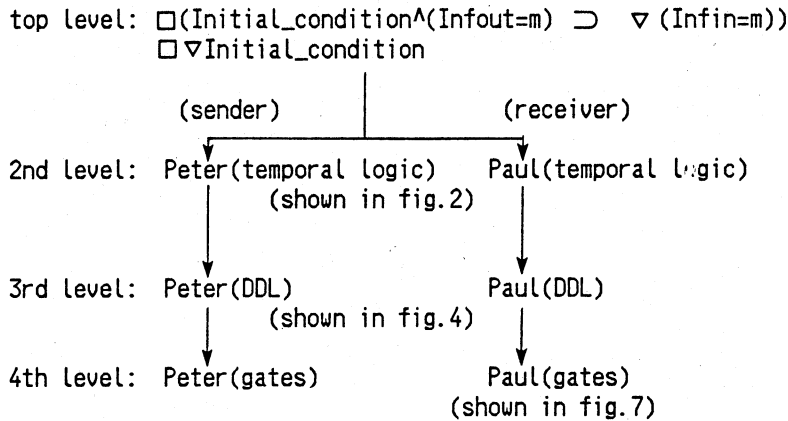 top level: □(Initial_condition^(Infout=m) ⊃ ▽(Infin=m))
□▽Initial_condition
(sender) (receiver)
2nd level: Peter(temporal logic) Paul(temporal logic)
(shown in fig.2)
3rd level: Peter(DDL) Paul(DDL)
(shown in fig.4)
4th level: Peter(gates) Paul(gates)
(shown in fig.7)